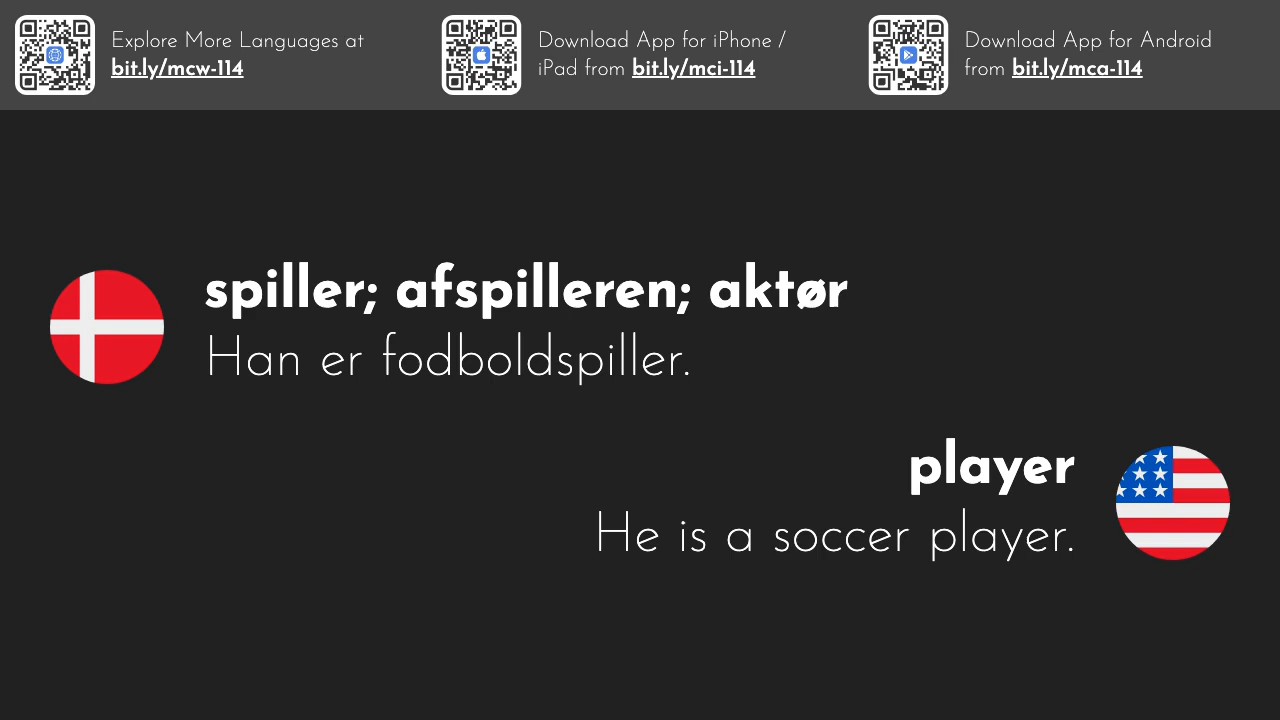 Explore More Languages at
bit.ly/mcw-114
Download App for iPhone /
iPad from bit.ly/mci-114
Download App for Android
from bit.ly/mca-114
spiller; afspilleren; aktør
Han er fodboldspiller.
player
He is a soccer player.